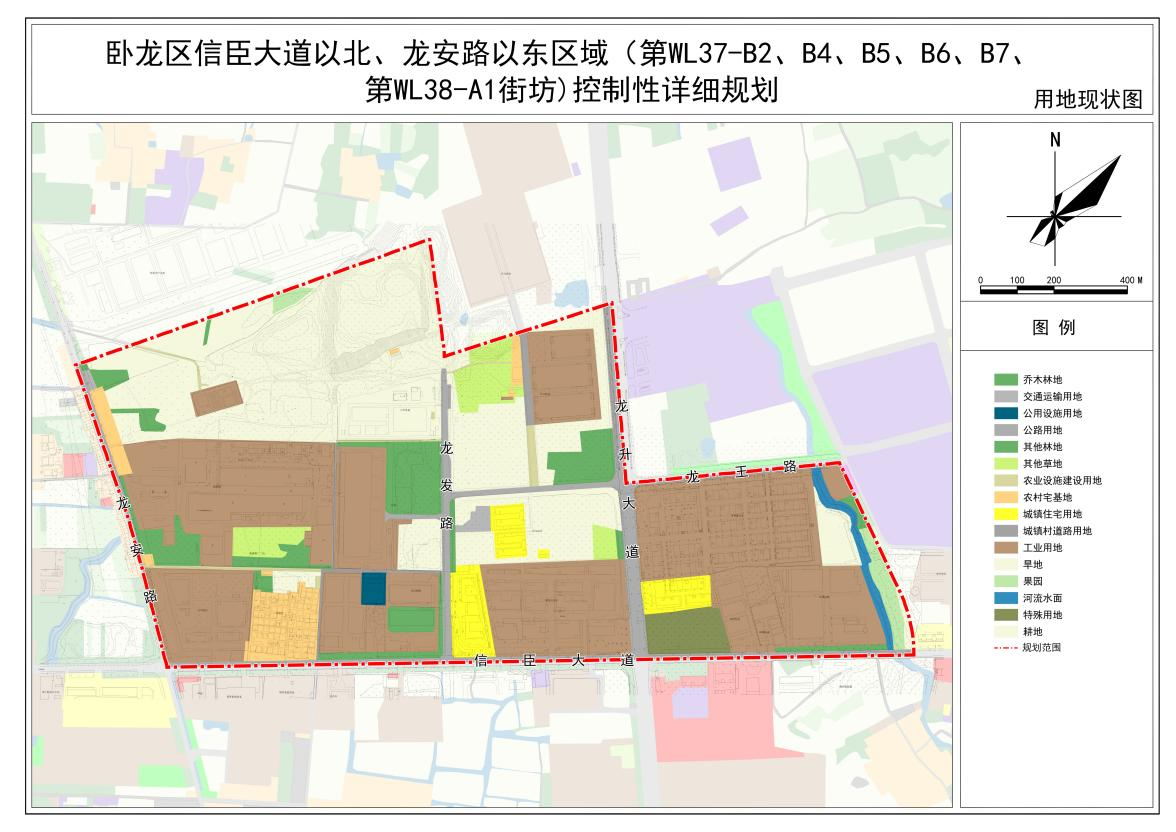 卧龙区信臣大道以北、龙安路以东区域（第WL37-B2、B4、B5、B6、B7、
第WL38-A1街坊)控制性详细规划
用地现状图
N
0 100 200 400 M
图 例
乔木林地
交通运输用地
公用设施用地
公路用地
其他林地
其他草地
农业设施建设用地
农村宅基地
城镇住宅用地
城镇村道路用地
工业用地
旱地
果园
河流水面
特殊用地
耕地
规划范围
龙安路
龙发路
龙升大道
龙王路
信臣大道